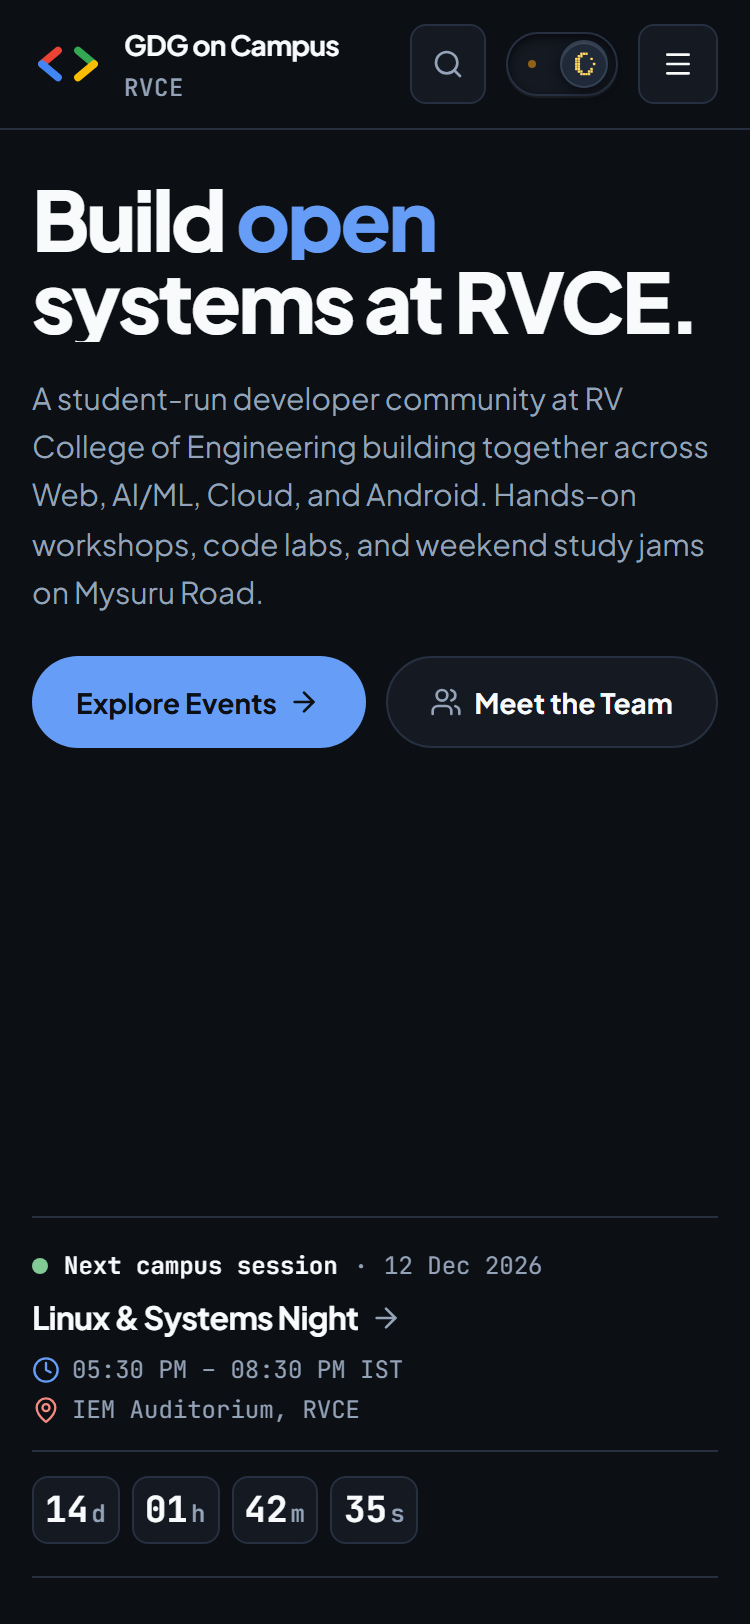 GDG on Campus
RVCE
Build open
systems at RVCE.
A student-run developer community at RV
College of Engineering building together across
Web, AI/ML, Cloud, and Android. Hands-on
workshops, code labs, and weekend study jams
on Mysuru Road.
Explore Events →
Meet the Team
Next campus session · 12 Dec 2026
Linux & Systems Night →
05:30 PM – 08:30 PM IST
IEM Auditorium, RVCE
14d 01h 42m 35s